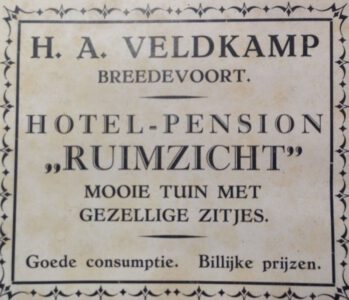 H. A. VELDKAMP
BREEDEVOORT.
HOTEL-PENSION
„RUIMZICHT”
MOOIE TUIN MET
GEZELLIGE ZITJES.
Goede consumptie. Billijke prijzen.